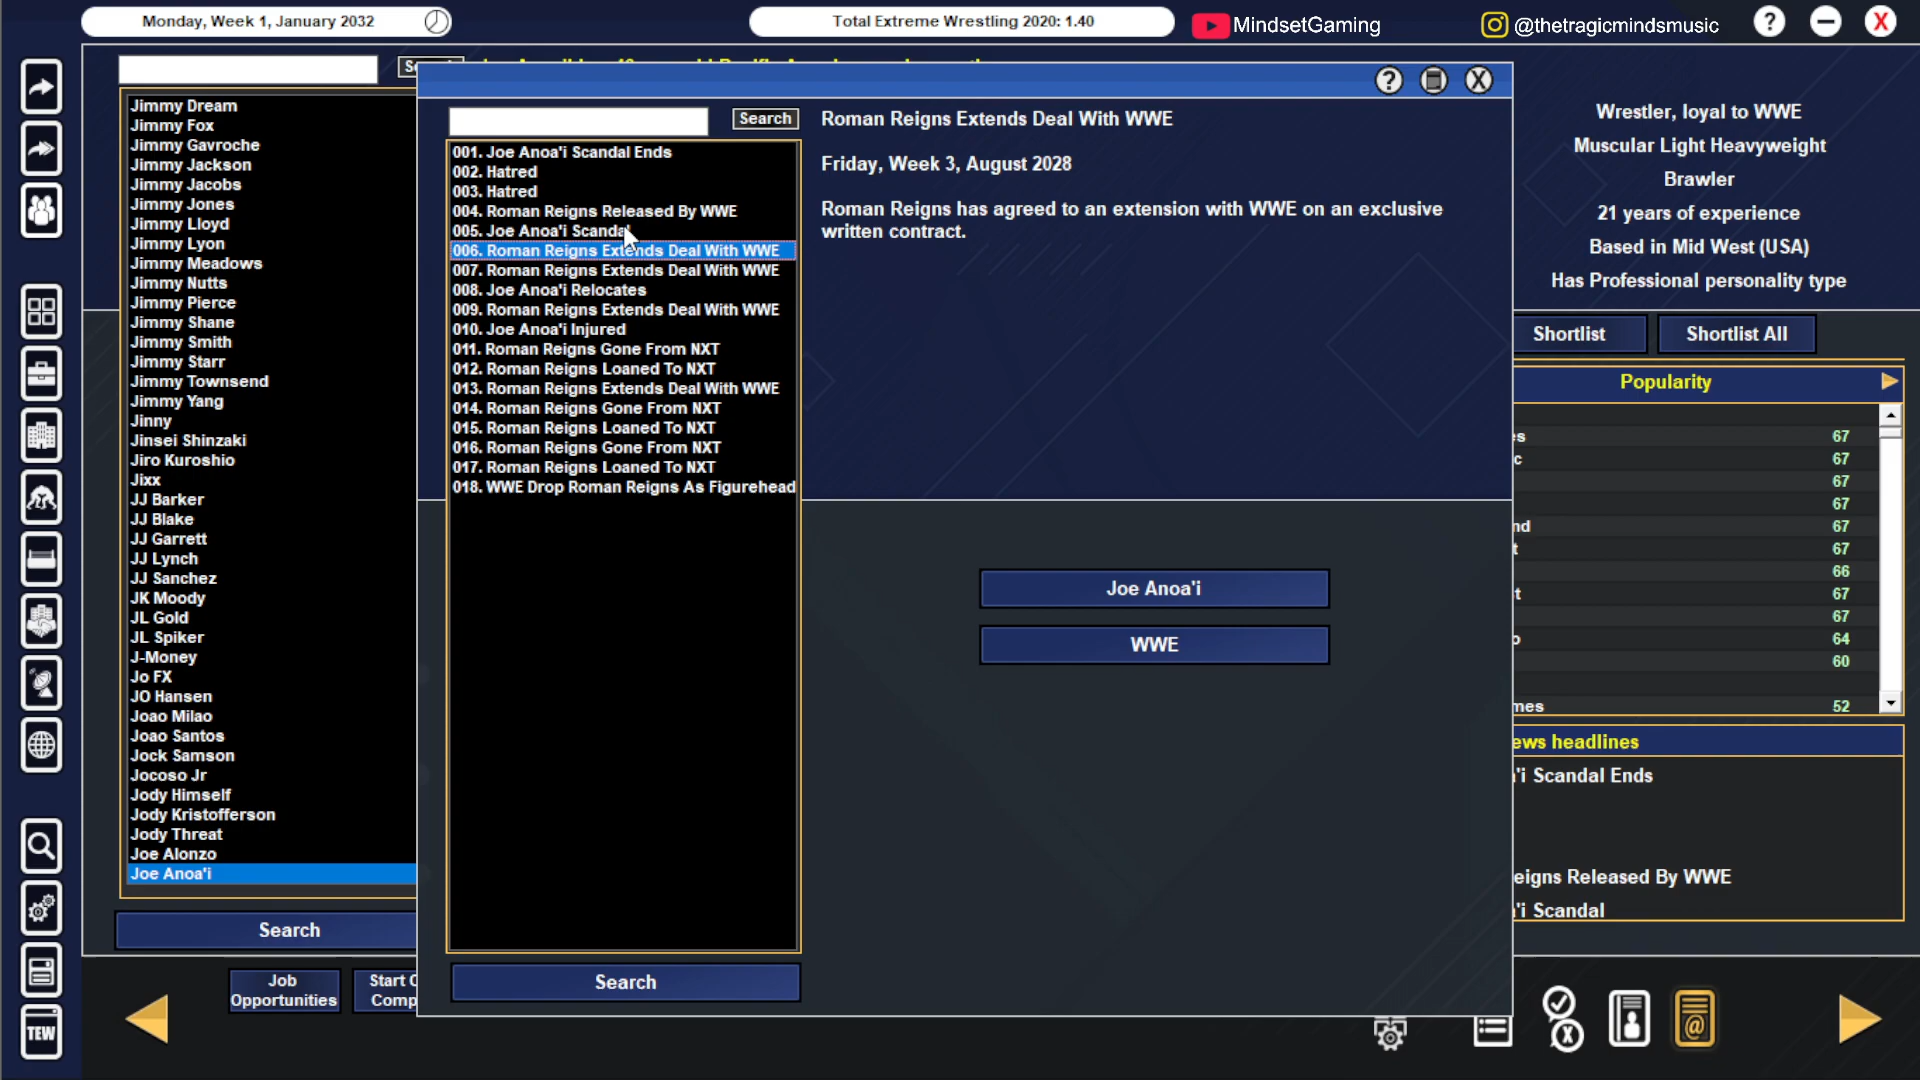 Monday, Week 1, January 2032
Total Extreme Wrestling 2020: 1.40
MindsetGaming
@thetragicmindsmusic
?
X
Jimmy Dream
Jimmy Fox
Jimmy Gavroche
Jimmy Jackson
Jimmy Jacobs
Jimmy Jones
Jimmy Lloyd
Jimmy Lyon
Jimmy Meadows
Jimmy Nutts
Jimmy Pierce
Jimmy Shane
Jimmy Smith
Jimmy Starr
Jimmy Townsend
Jimmy Yang
Jinny
Jinsei Shinzaki
Jiro Kuroshio
Jixx
JJ Barker
JJ Blake
JJ Garrett
JJ Lynch
JJ Sanchez
JK Moody
JL Gold
JL Spiker
J-Money
Jo FX
JO Hansen
Joao Milao
Joao Santos
Jock Samson
Jocoso Jr
Jody Himself
Jody Kristofferson
Jody Threat
Joe Alonzo
Joe Anoa'i
Search
? X
Search
001. Joe Anoa'i Scandal Ends
002. Hatred
003. Hatred
004. Roman Reigns Released By WWE
005. Joe Anoa'i Scandal
006. Roman Reigns Extends Deal With WWE
007. Roman Reigns Extends Deal With WWE
008. Joe Anoa'i Relocates
009. Roman Reigns Extends Deal With WWE
010. Joe Anoa'i Injured
011. Roman Reigns Gone From NXT
012. Roman Reigns Loaned To NXT
013. Roman Reigns Extends Deal With WWE
014. Roman Reigns Gone From NXT
015. Roman Reigns Loaned To NXT
016. Roman Reigns Gone From NXT
017. Roman Reigns Loaned To NXT
018. WWE Drop Roman Reigns As Figurehead
Search
Roman Reigns Extends Deal With WWE
Friday, Week 3, August 2028
Roman Reigns has agreed to an extension with WWE on an exclusive
written contract.
Joe Anoa'i
WWE
Wrestler, loyal to WWE
Muscular Light Heavyweight
Brawler
21 years of experience
Based in Mid West (USA)
Has Professional personality type
Shortlist
Shortlist All
Popularity
es 67
c 67
67
67
nd 67
t 67
66
t 67
67
o 64
60
mes 52
ews headlines
'i Scandal Ends
eigns Released By WWE
'i Scandal
Job
Opportunities
Start
Comp
TEW